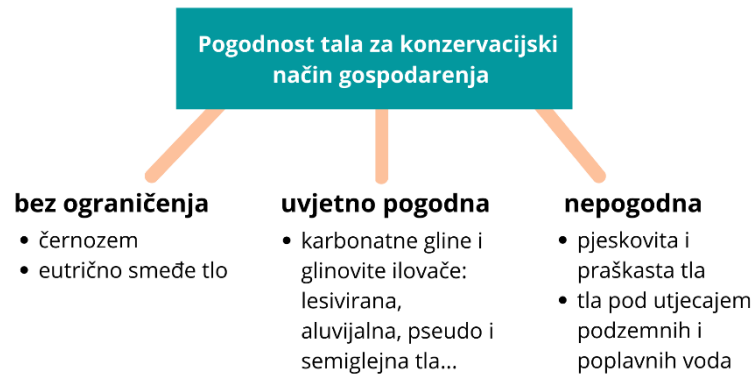 Pogodnost tala za konzervacijski
način gospodarenja
bez ograničenja
• černozem
• eutrično smeđe tlo
uvjetno pogodna
• karbonatne gline i
glinovite ilovače:
lesivirana,
aluvijalna, pseudo i
semiglejna tla...
nepogodna
• pjeskovita i
praškasta tla
• tla pod utjecajem
podzemnih i
poplavnih voda